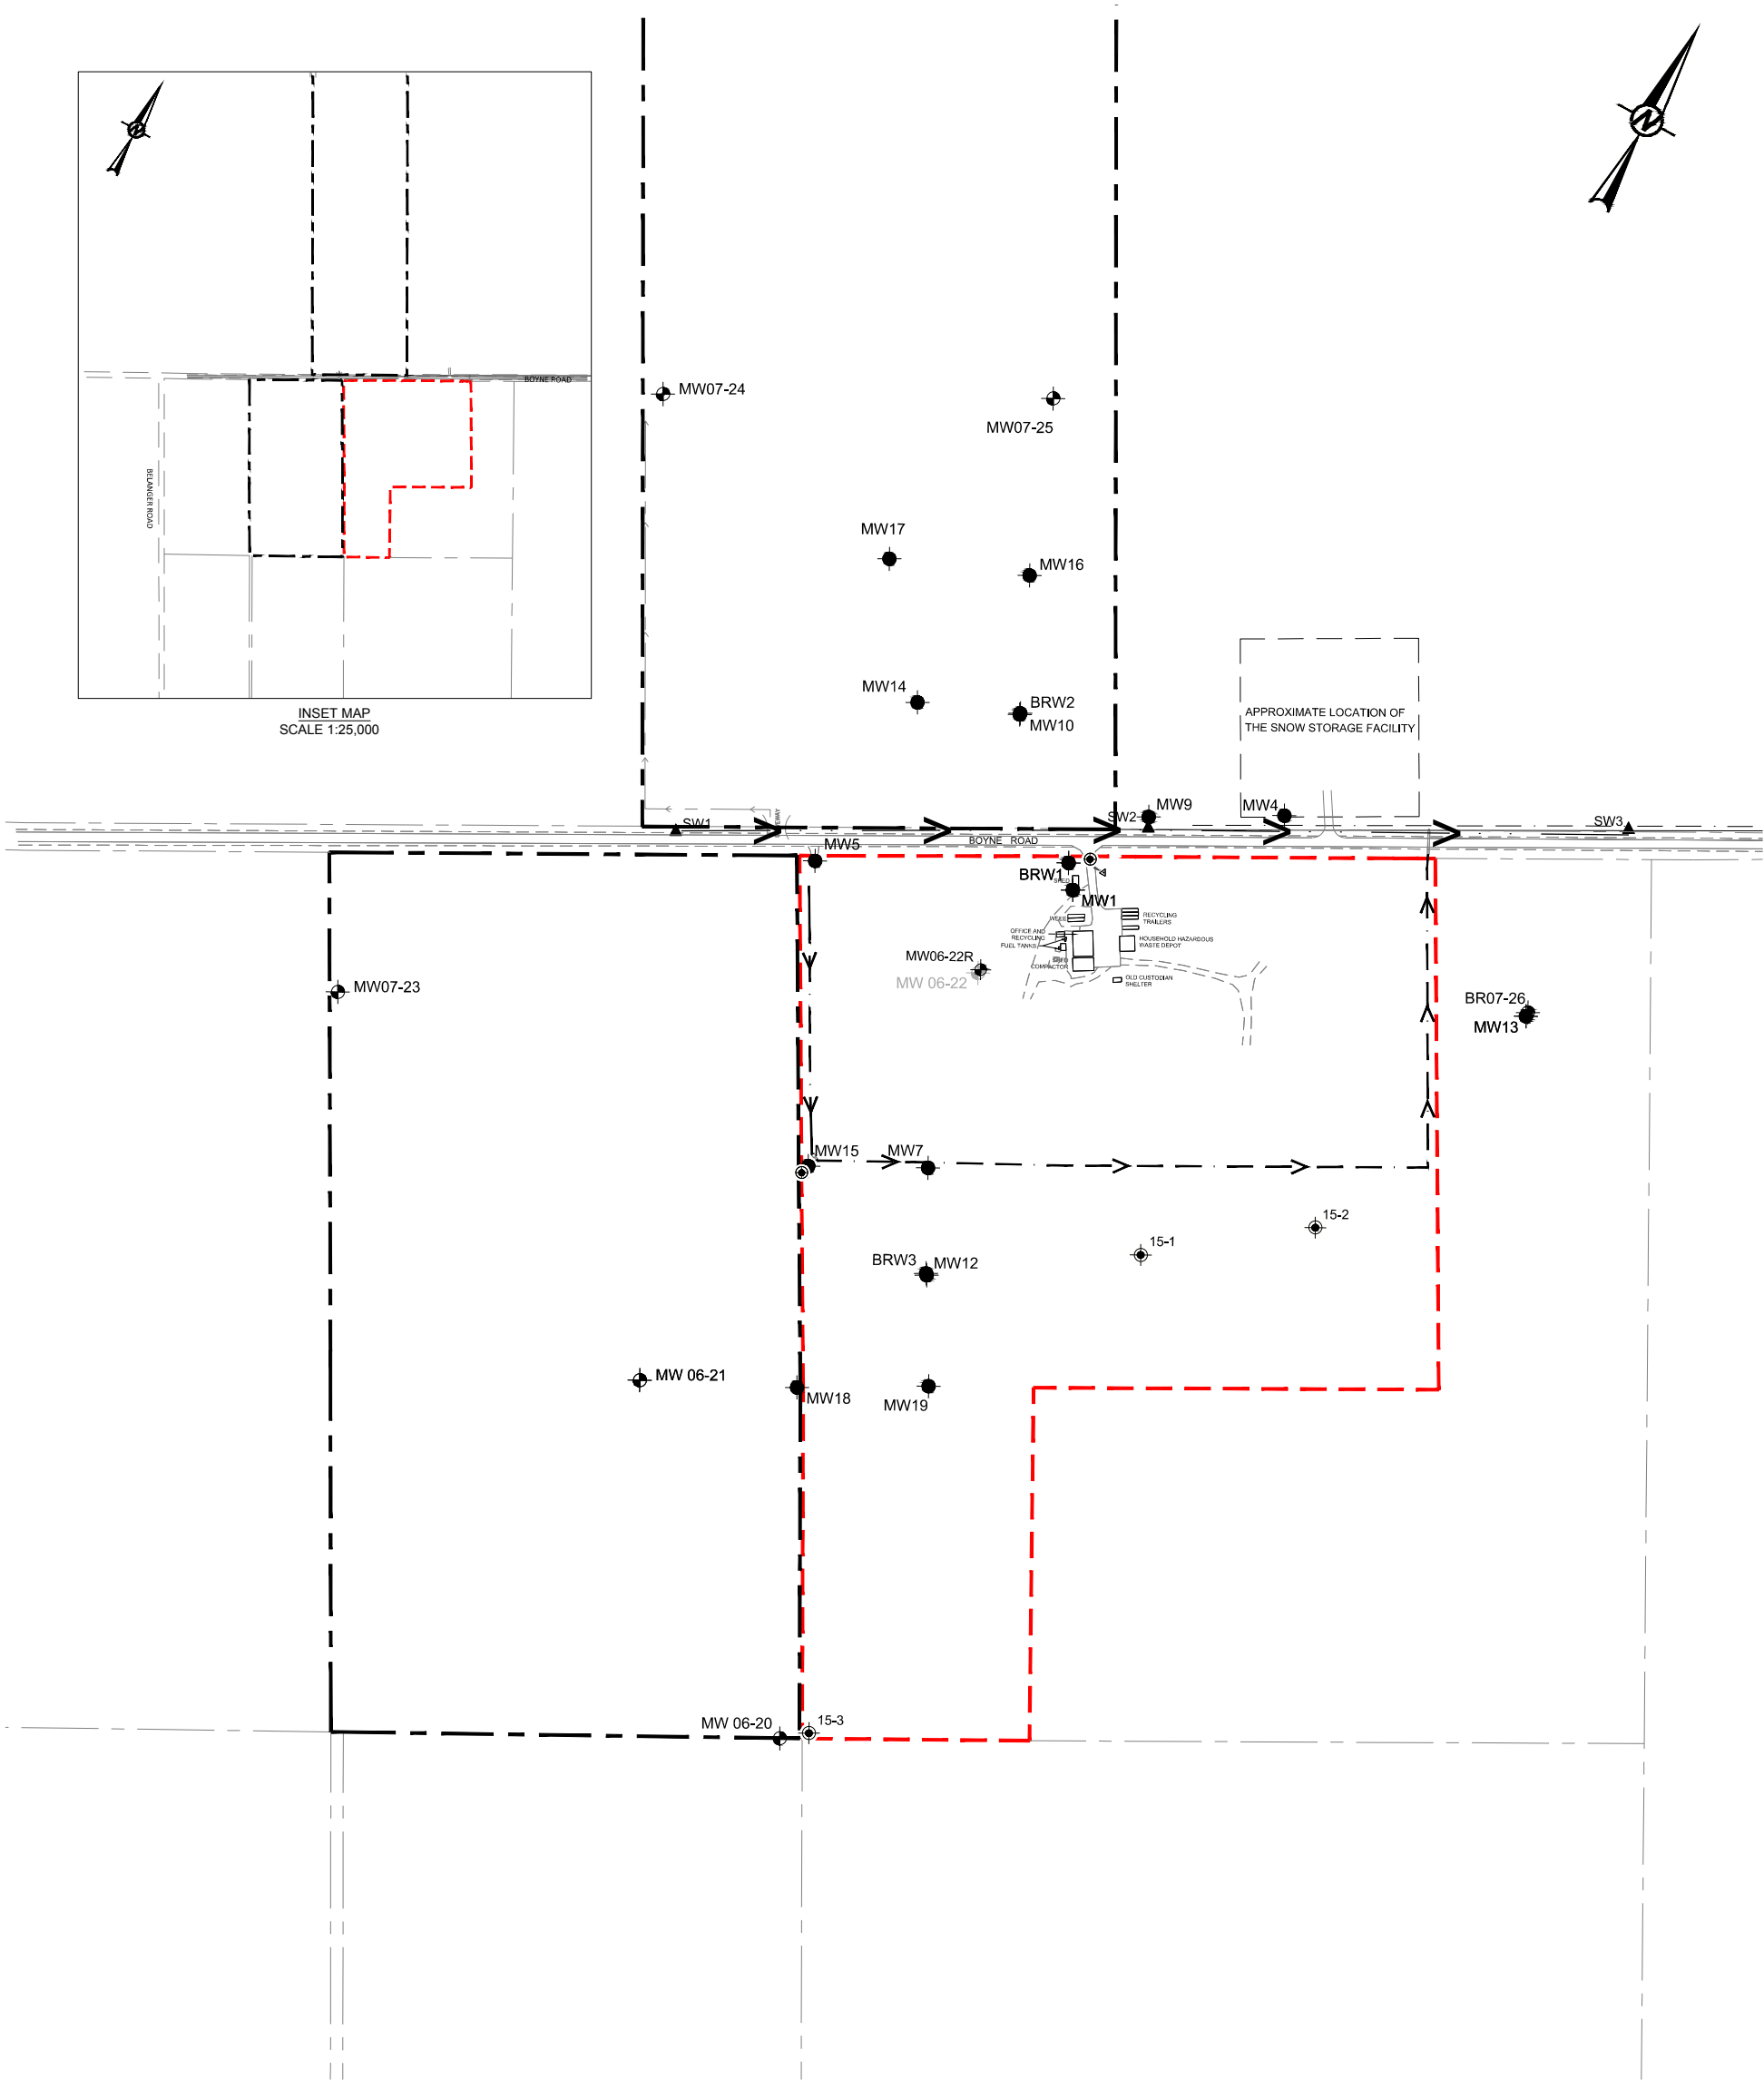 N
N
BOYNE ROAD
BELANGER ROAD
INSET MAP
SCALE 1:25,000
MW07-24
MW07-25
MW17
MW16
MW14
BRW2
MW10
APPROXIMATE LOCATION OF
THE SNOW STORAGE FACILITY
SW1
SW2
MW9
MW4
SW3
BOYNE ROAD
MW5
BRW1
MW1
RECYCLING
TRAILERS
OFFICE AND
RECYCLING
FUEL TANKS
HOUSEHOLD HAZARDOUS
WASTE DEPOT
COMPACTOR
OLD CUSTODIAN
SHELTER
MW06-22R
MW 06-22
MW07-23
BR07-26
MW13
MW15
MW7
15-2
15-1
BRW3
MW12
MW 06-21
MW18
MW19
MW 06-20
15-3